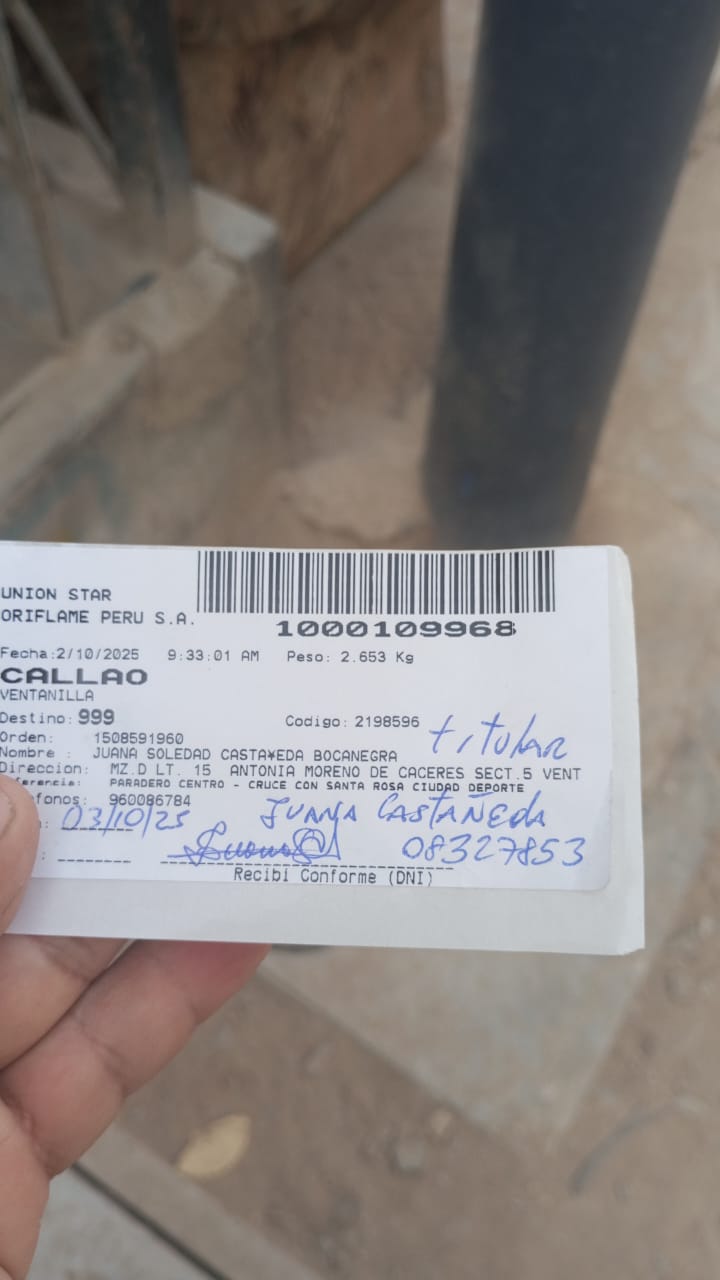 UNION STAR
ORIFLAME PERU S.A.
1000109968
Fecha:2/10/2025 9:33:01 AM Peso: 2.653 Kg
CALLAO
VENTANILLA
Destino: 999 Codigo: 2198596
titular
Orden: 1508591960
Nombre : JUANA SOLEDAD CASTA¥EDA BOCANEGRA
Direccion: MZ.D LT. 15 ANTONIA MORENO DE CACERES SECT.5 VENT
ferencia: PARADERO CENTRO - CRUCE CON SANTA ROSA CIUDAD DEPORTE
fonos: 960086784
JUANA CASTAÑEDA
03/10/25
08327853
Recibi Conforme (DNI)